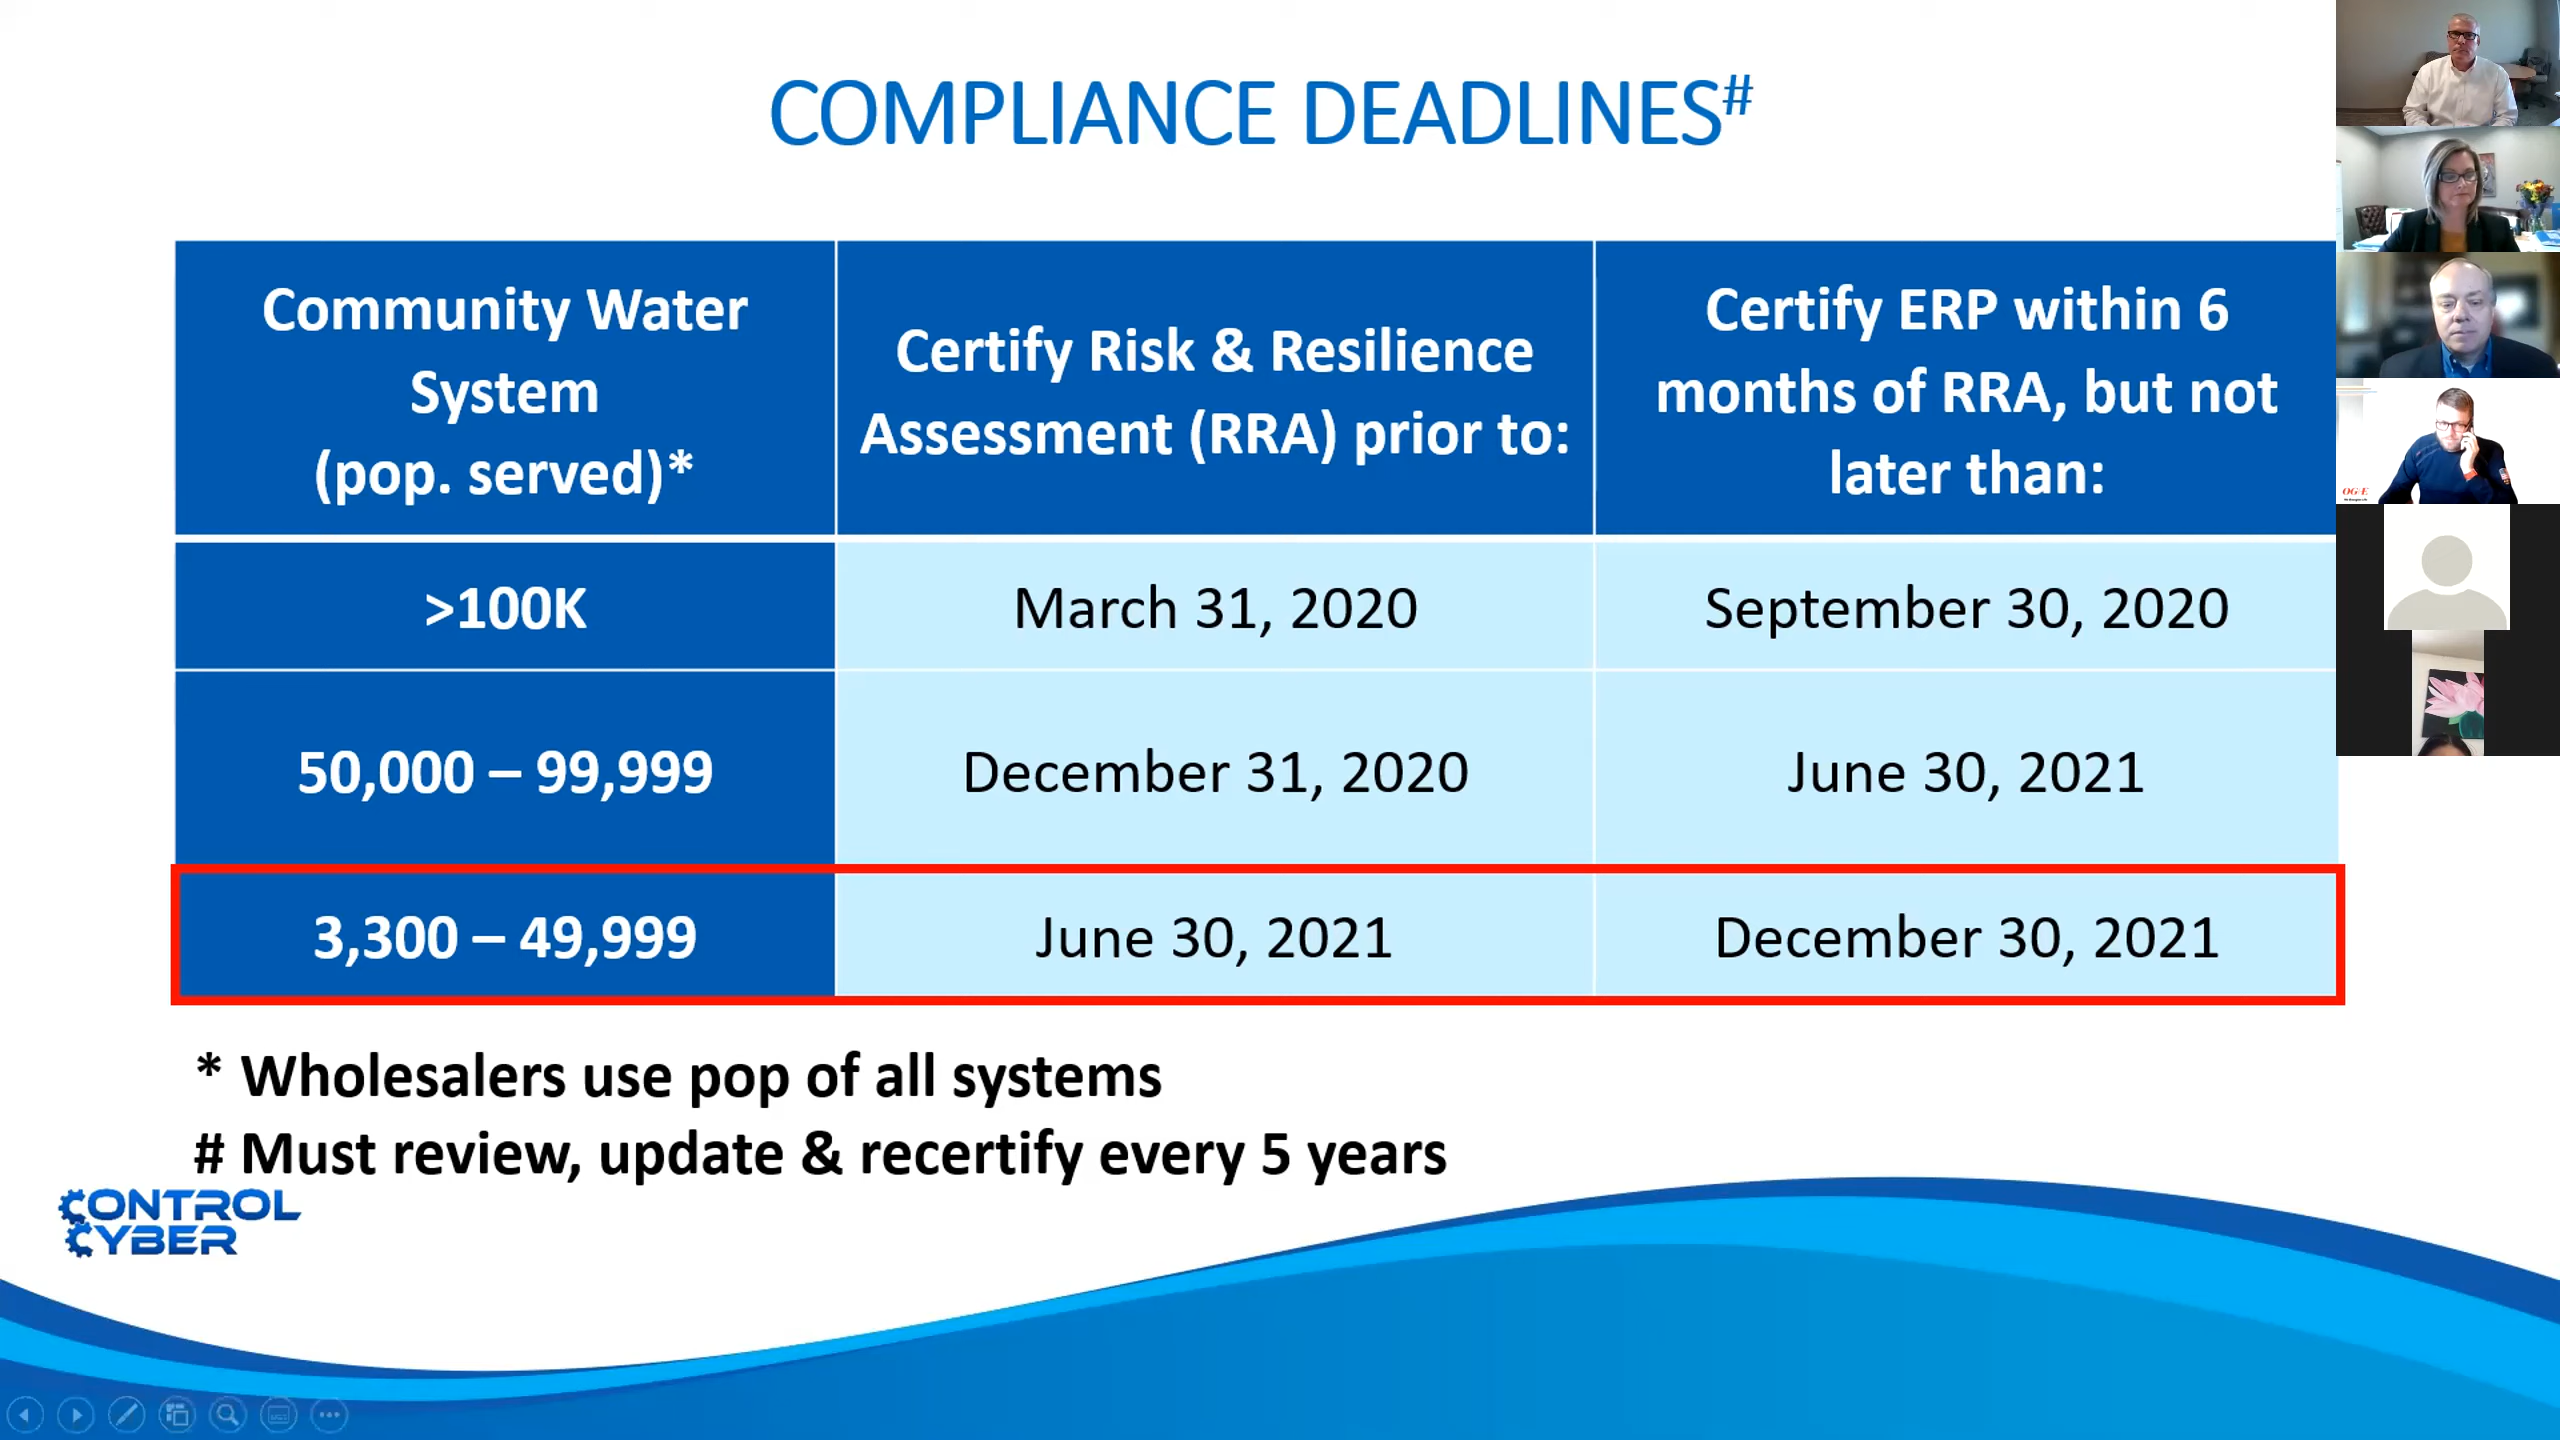 COMPLIANCE DEADLINES#
Community Water
System
(pop. served)*
Certify Risk & Resilience
Assessment (RRA) prior to:
Certify ERP within 6
months of RRA, but not
later than:
>100K
March 31, 2020
September 30, 2020
50,000 – 99,999
December 31, 2020
June 30, 2021
3,300 – 49,999
June 30, 2021
December 30, 2021
* Wholesalers use pop of all systems
# Must review, update & recertify every 5 years
CONTROL
CYBER
OG&E